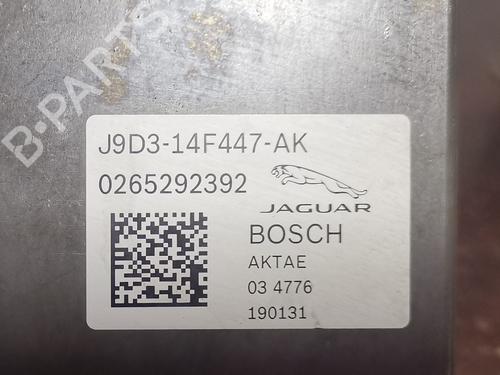 B-PARTS
J9D3-14F447-AK
0265292392
JAGUAR
BOSCH
AKTAE
03 4776
190131